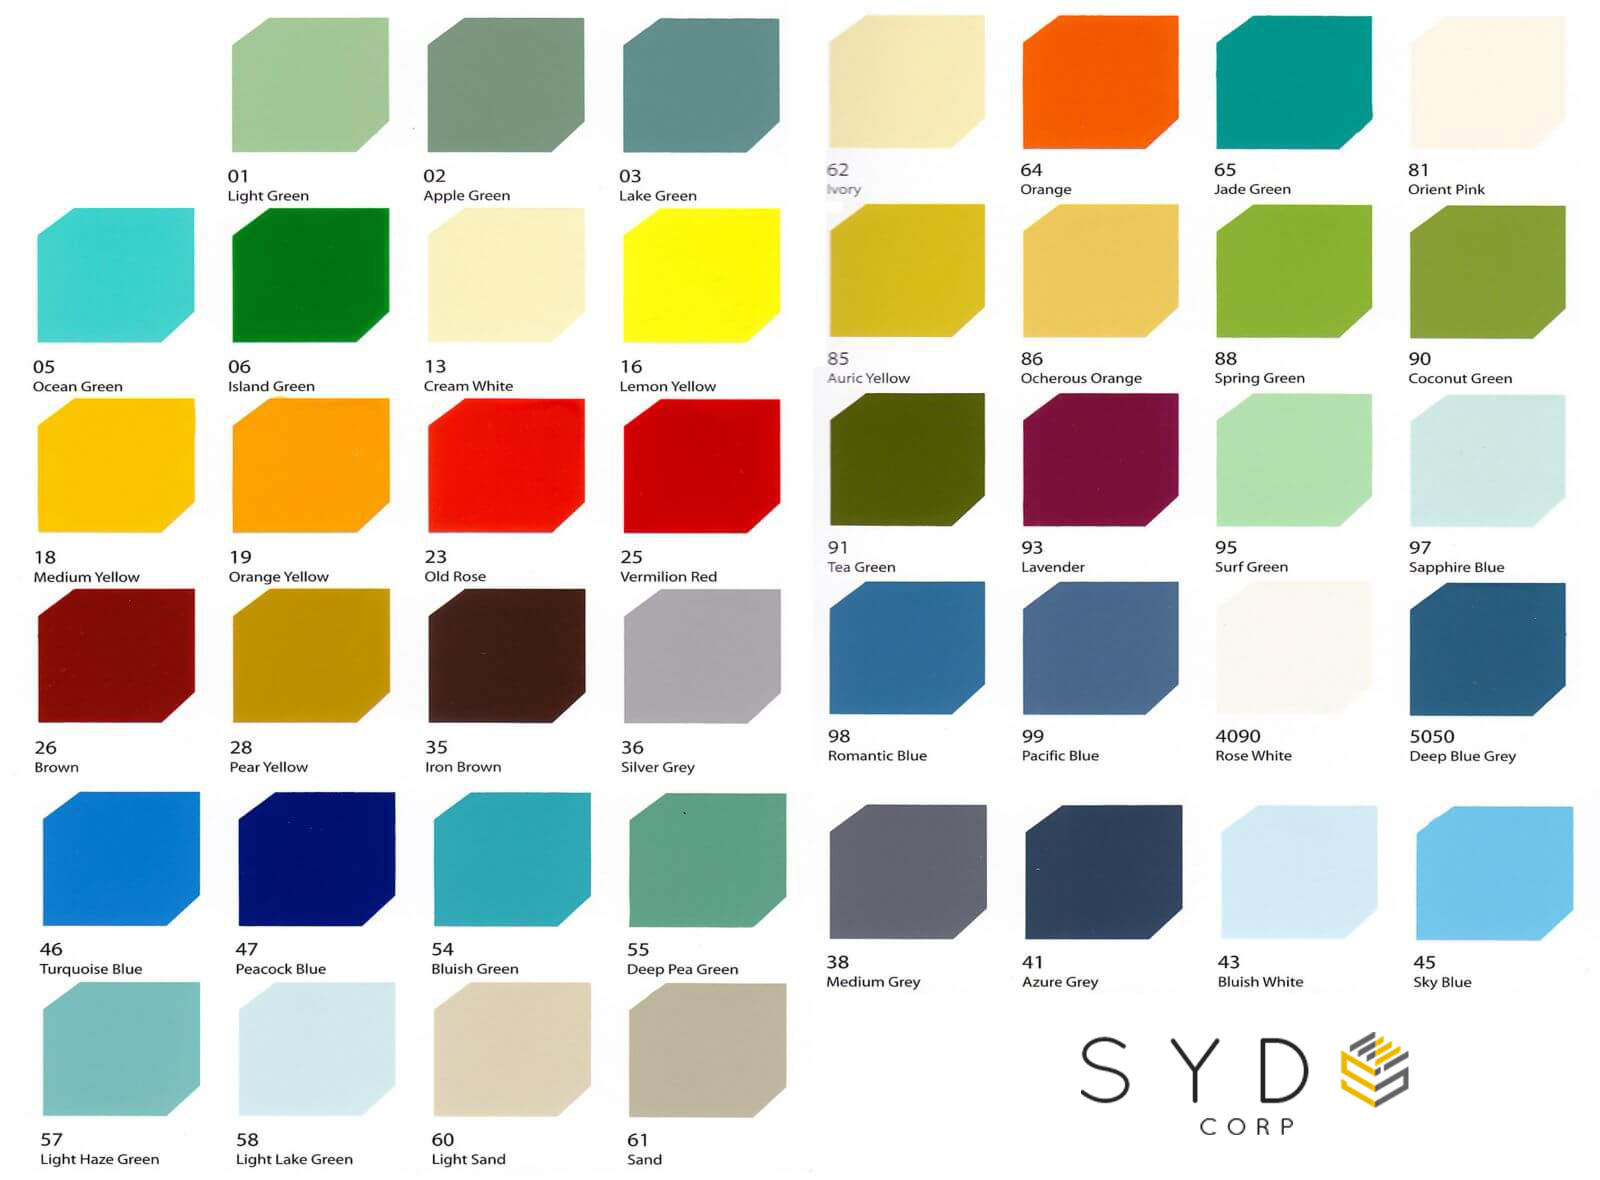 01
Light Green
02
Apple Green
03
Lake Green
05
Ocean Green
06
Island Green
13
Cream White
16
Lemon Yellow
18
Medium Yellow
19
Orange Yellow
23
Old Rose
25
Vermilion Red
26
Brown
28
Pear Yellow
35
Iron Brown
36
Silver Grey
46
Turquoise Blue
47
Peacock Blue
54
Bluish Green
55
Deep Pea Green
57
Light Haze Green
58
Light Lake Green
60
Light Sand
61
Sand
62
Ivory
64
Orange
65
Jade Green
81
Orient Pink
85
Auric Yellow
86
Ocherous Orange
88
Spring Green
90
Coconut Green
91
Tea Green
93
Lavender
95
Surf Green
97
Sapphire Blue
98
Romantic Blue
99
Pacific Blue
4090
Rose White
5050
Deep Blue Grey
38
Medium Grey
41
Azure Grey
43
Bluish White
45
Sky Blue
SYD
CORP